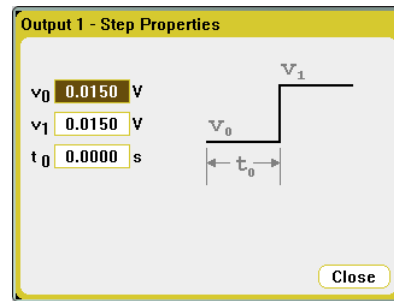 Output 1 - Step Properties
v0 0.0150 V
v1 0.0150 V
t0 0.0000 s
v1
v0
t0
Close